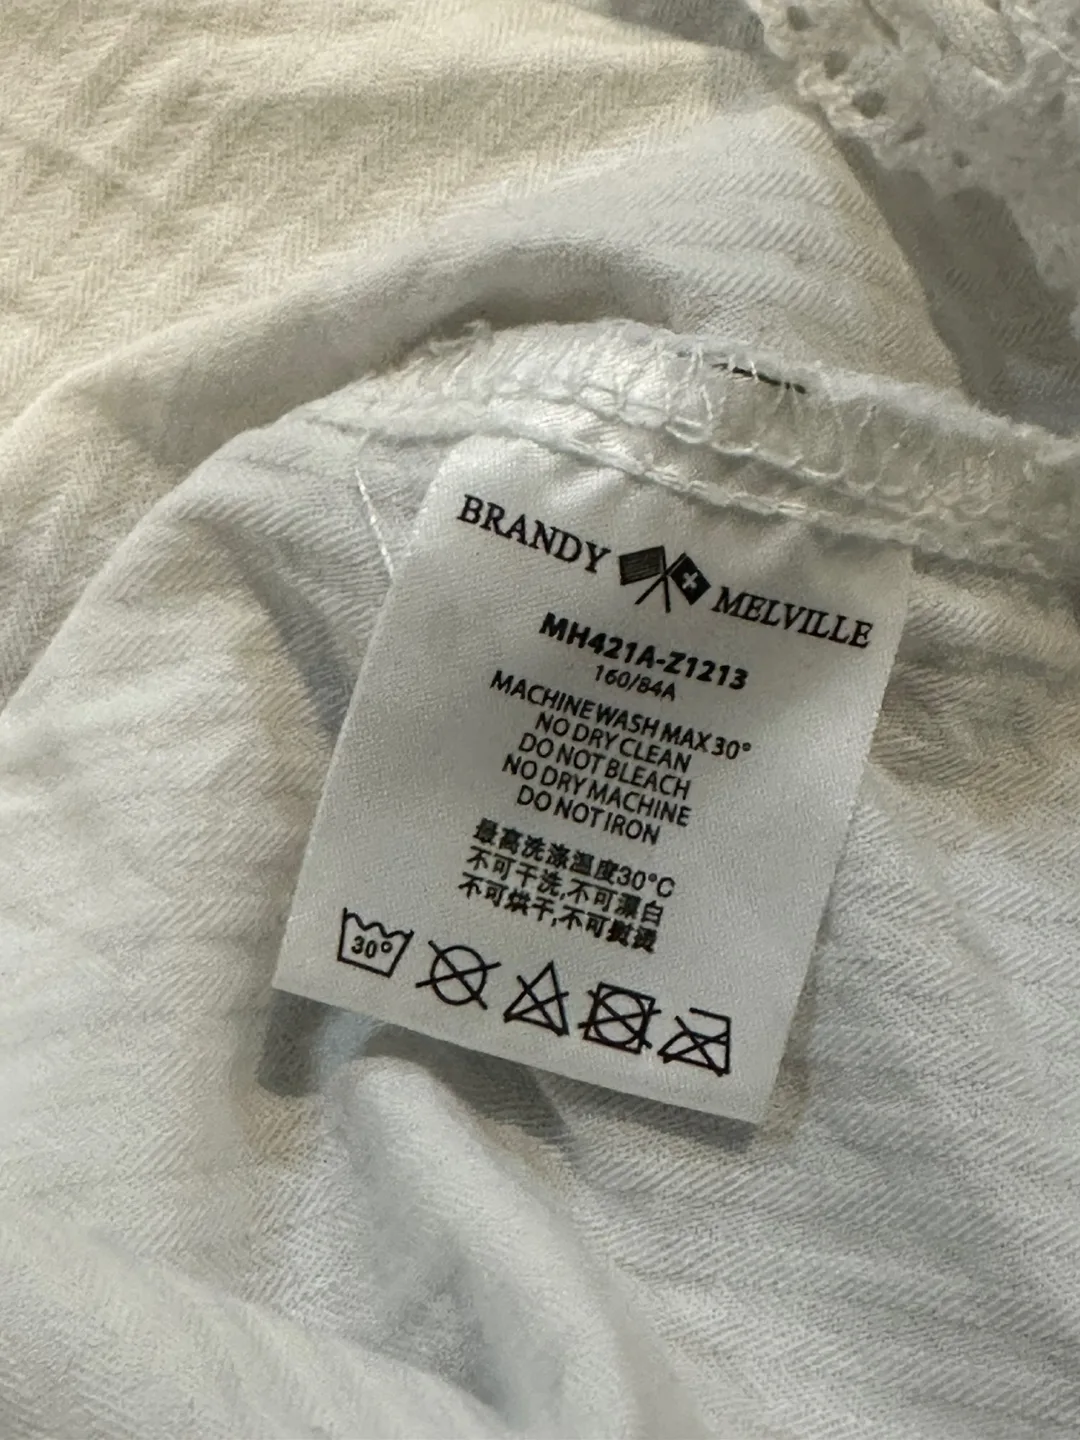 BRANDY MELVILLE
MH421A-Z1213
160/84A
MACHINE WASH MAX 30°
NO DRY CLEAN
DO NOT BLEACH
NO DRY MACHINE
DO NOT IRON
最高洗涤温度30°C
不可干洗,不可漂白
不可烘干,不可熨烫
30°